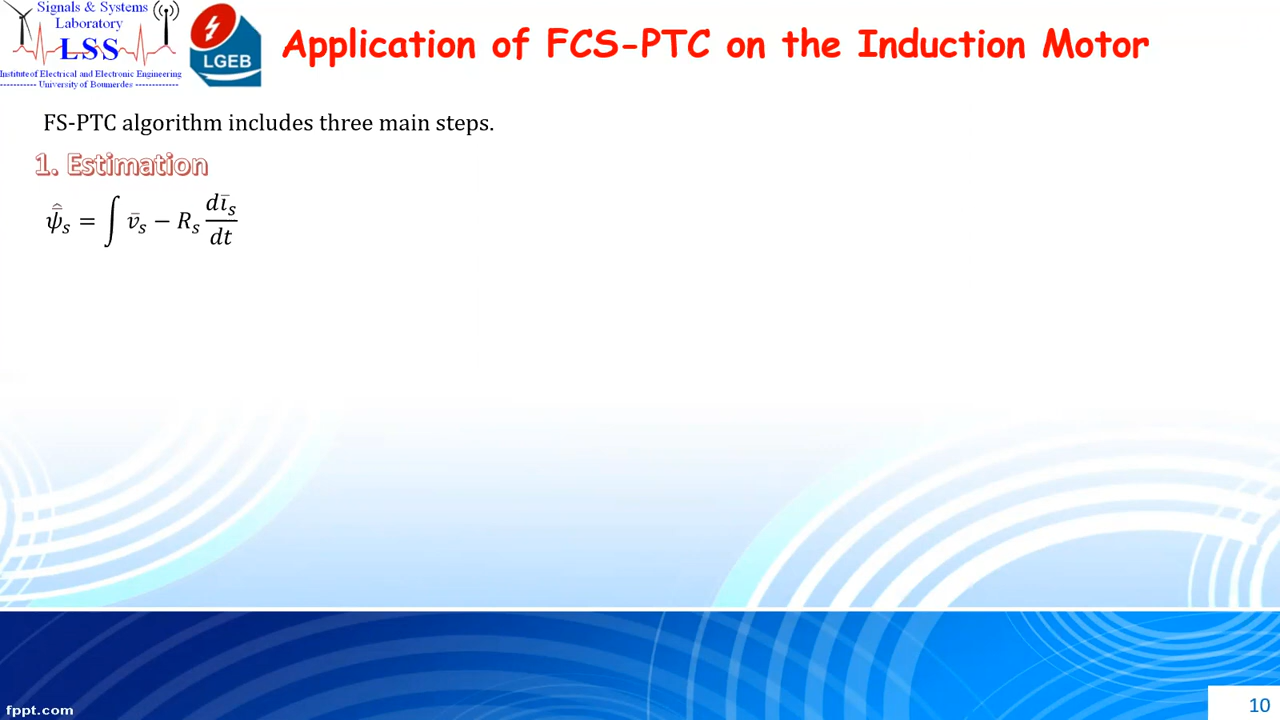 Signals & Systems
Laboratory
LSS
Institute of Electrical and Electronic Engineering
----------- University of Boumerdes -------------
LGEB
Application of FCS-PTC on the Induction Motor
FS-PTC algorithm includes three main steps.
1. Estimation
ψ̂̄ₛ = ∫ v̄ₛ − Rₛ dīₛ/dt
fppt.com
10